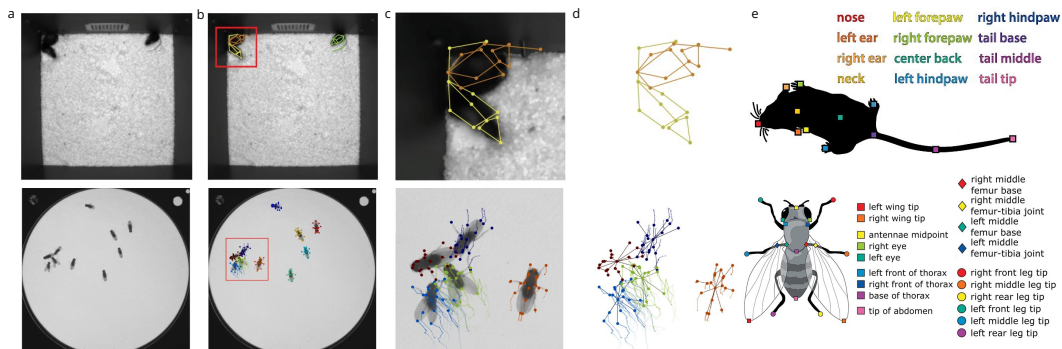 a
b
c
d
e
nose
left forepaw
right hindpaw
left ear
right forepaw
tail base
right ear
center back
tail middle
neck
left hindpaw
tail tip
left wing tip
right wing tip
antennae midpoint
right eye
left eye
left front of thorax
right front of thorax
base of thorax
tip of abdomen
right middle
femur base
right middle
femur-tibia joint
left middle
femur base
left middle
femur-tibia joint
right front leg tip
right middle leg tip
right rear leg tip
left front leg tip
left middle leg tip
left rear leg tip